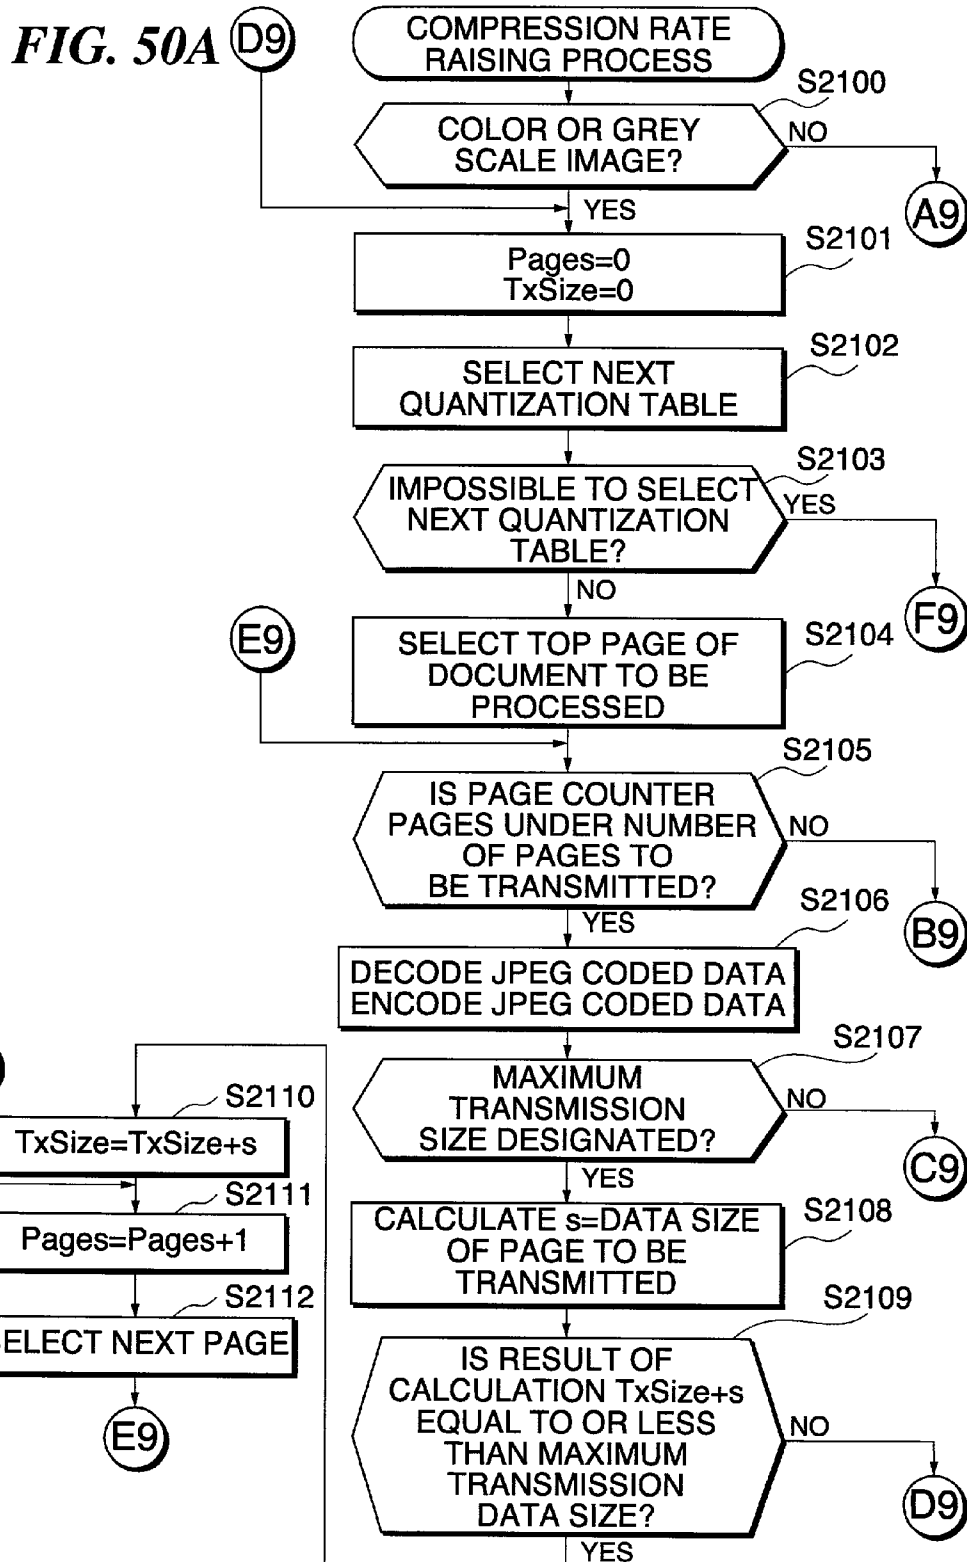 FIG. 50A
D9
COMPRESSION RATE
RAISING PROCESS
S2100
COLOR OR GREY
SCALE IMAGE?
NO
A9
YES
S2101
Pages=0
TxSize=0
S2102
SELECT NEXT
QUANTIZATION TABLE
S2103
IMPOSSIBLE TO SELECT
NEXT QUANTIZATION
TABLE?
YES
F9
NO
E9
S2104
SELECT TOP PAGE OF
DOCUMENT TO BE
PROCESSED
S2105
IS PAGE COUNTER
PAGES UNDER NUMBER
OF PAGES TO
BE TRANSMITTED?
NO
B9
YES
S2106
DECODE JPEG CODED DATA
ENCODE JPEG CODED DATA
S2107
MAXIMUM
TRANSMISSION
SIZE DESIGNATED?
NO
C9
YES
S2108
CALCULATE s=DATA SIZE
OF PAGE TO BE
TRANSMITTED
S2109
IS RESULT OF
CALCULATION TxSize+s
EQUAL TO OR LESS
THAN MAXIMUM
TRANSMISSION
DATA SIZE?
NO
D9
YES
S2110
TxSize=TxSize+s
S2111
Pages=Pages+1
S2112
ELECT NEXT PAGE
E9